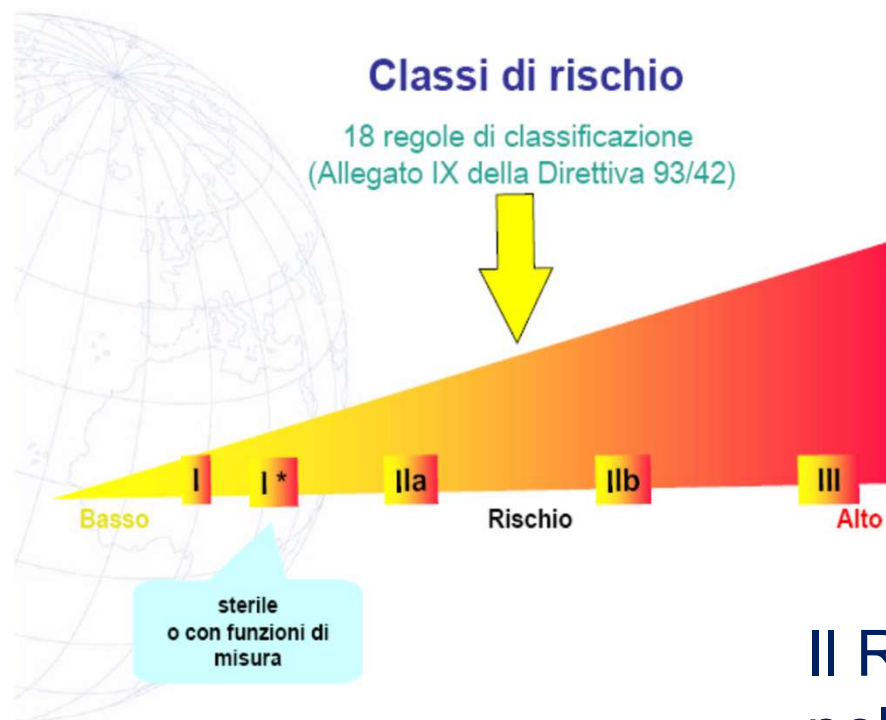 Classi di rischio
18 regole di classificazione
(Allegato IX della Direttiva 93/42)
I
I *
IIa
IIb
III
Basso
Rischio
Alto
sterile
o con funzioni di
misura
Il R